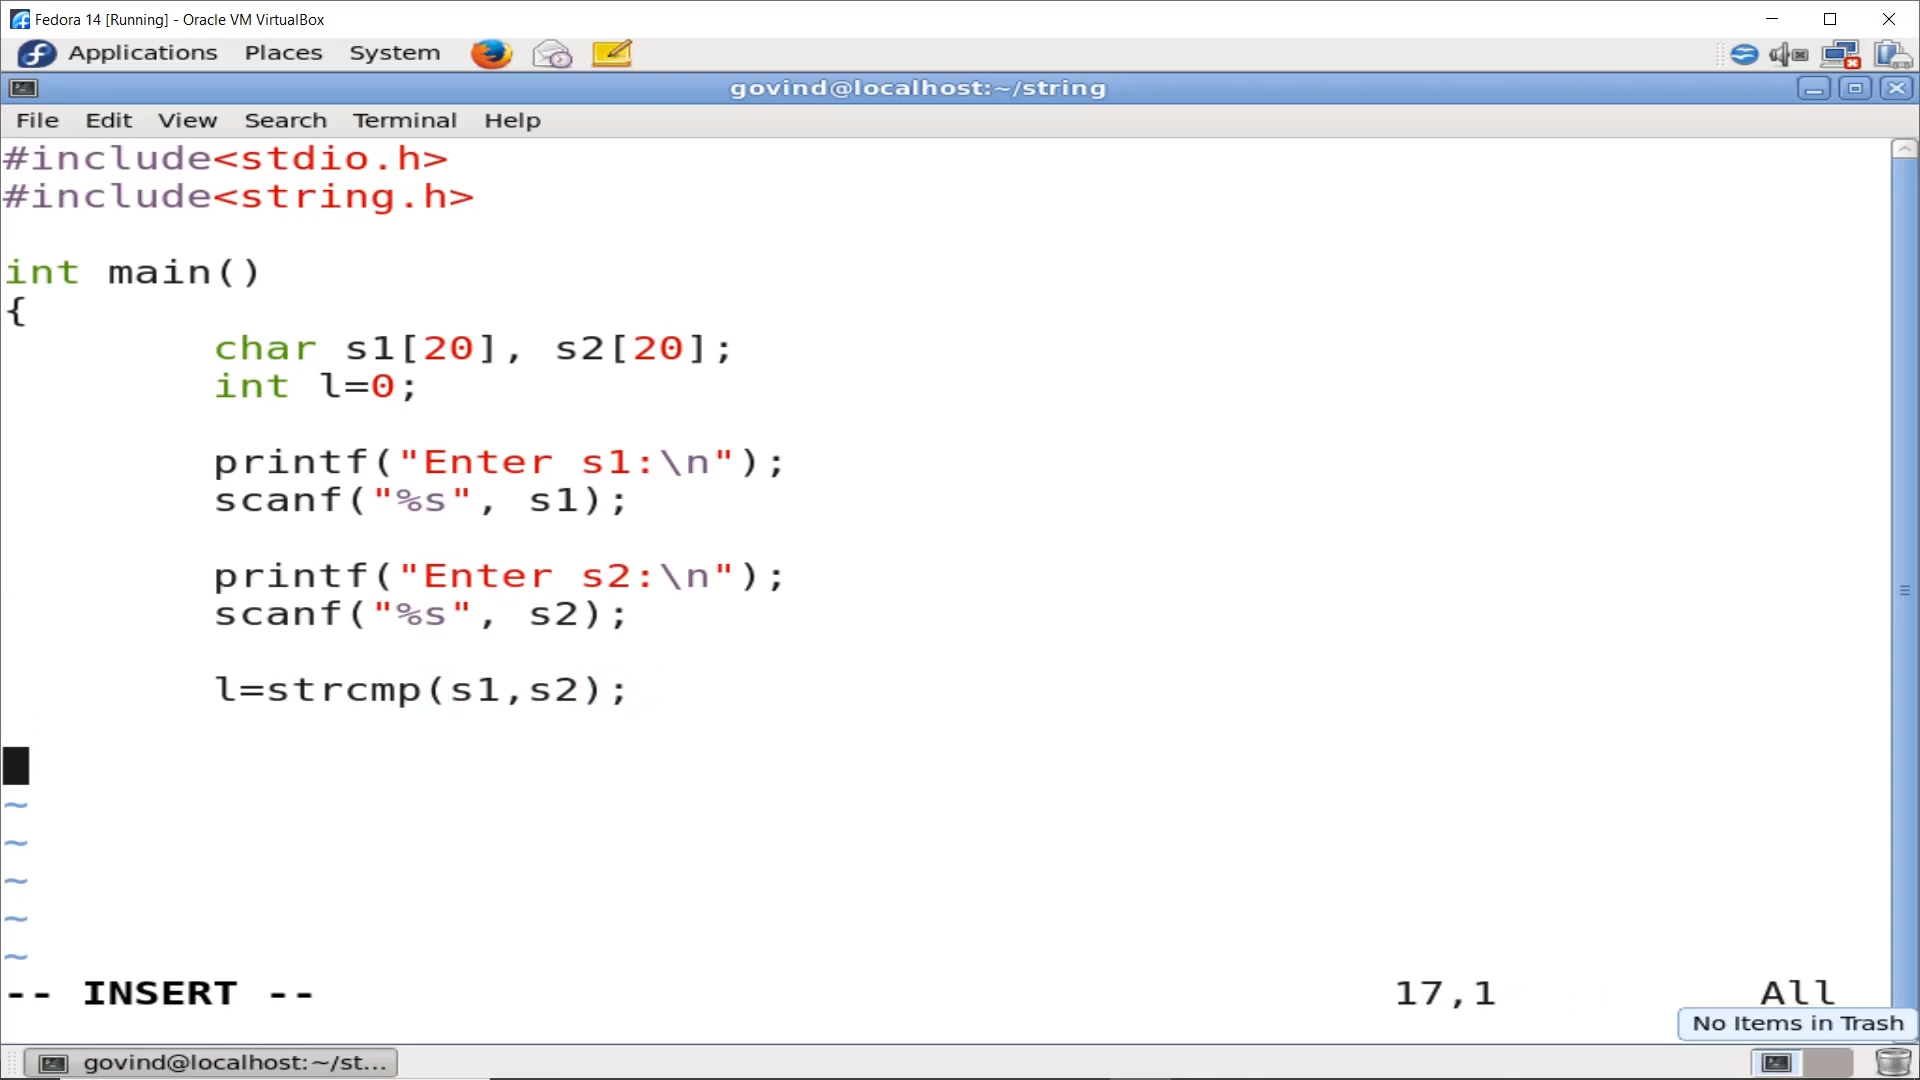 Fedora 14 [Running] - Oracle VM VirtualBox
Applications Places System
govind@localhost:~/string
File Edit View Search Terminal Help
#include<stdio.h>
#include<string.h>
int main()
{
char s1[20], s2[20];
int l=0;
printf("Enter s1:\n");
scanf("%s", s1);
printf("Enter s2:\n");
scanf("%s", s2);
l=strcmp(s1,s2);
~
~
~
~
~
-- INSERT -- 17,1 All
No Items in Trash
govind@localhost:~/st...